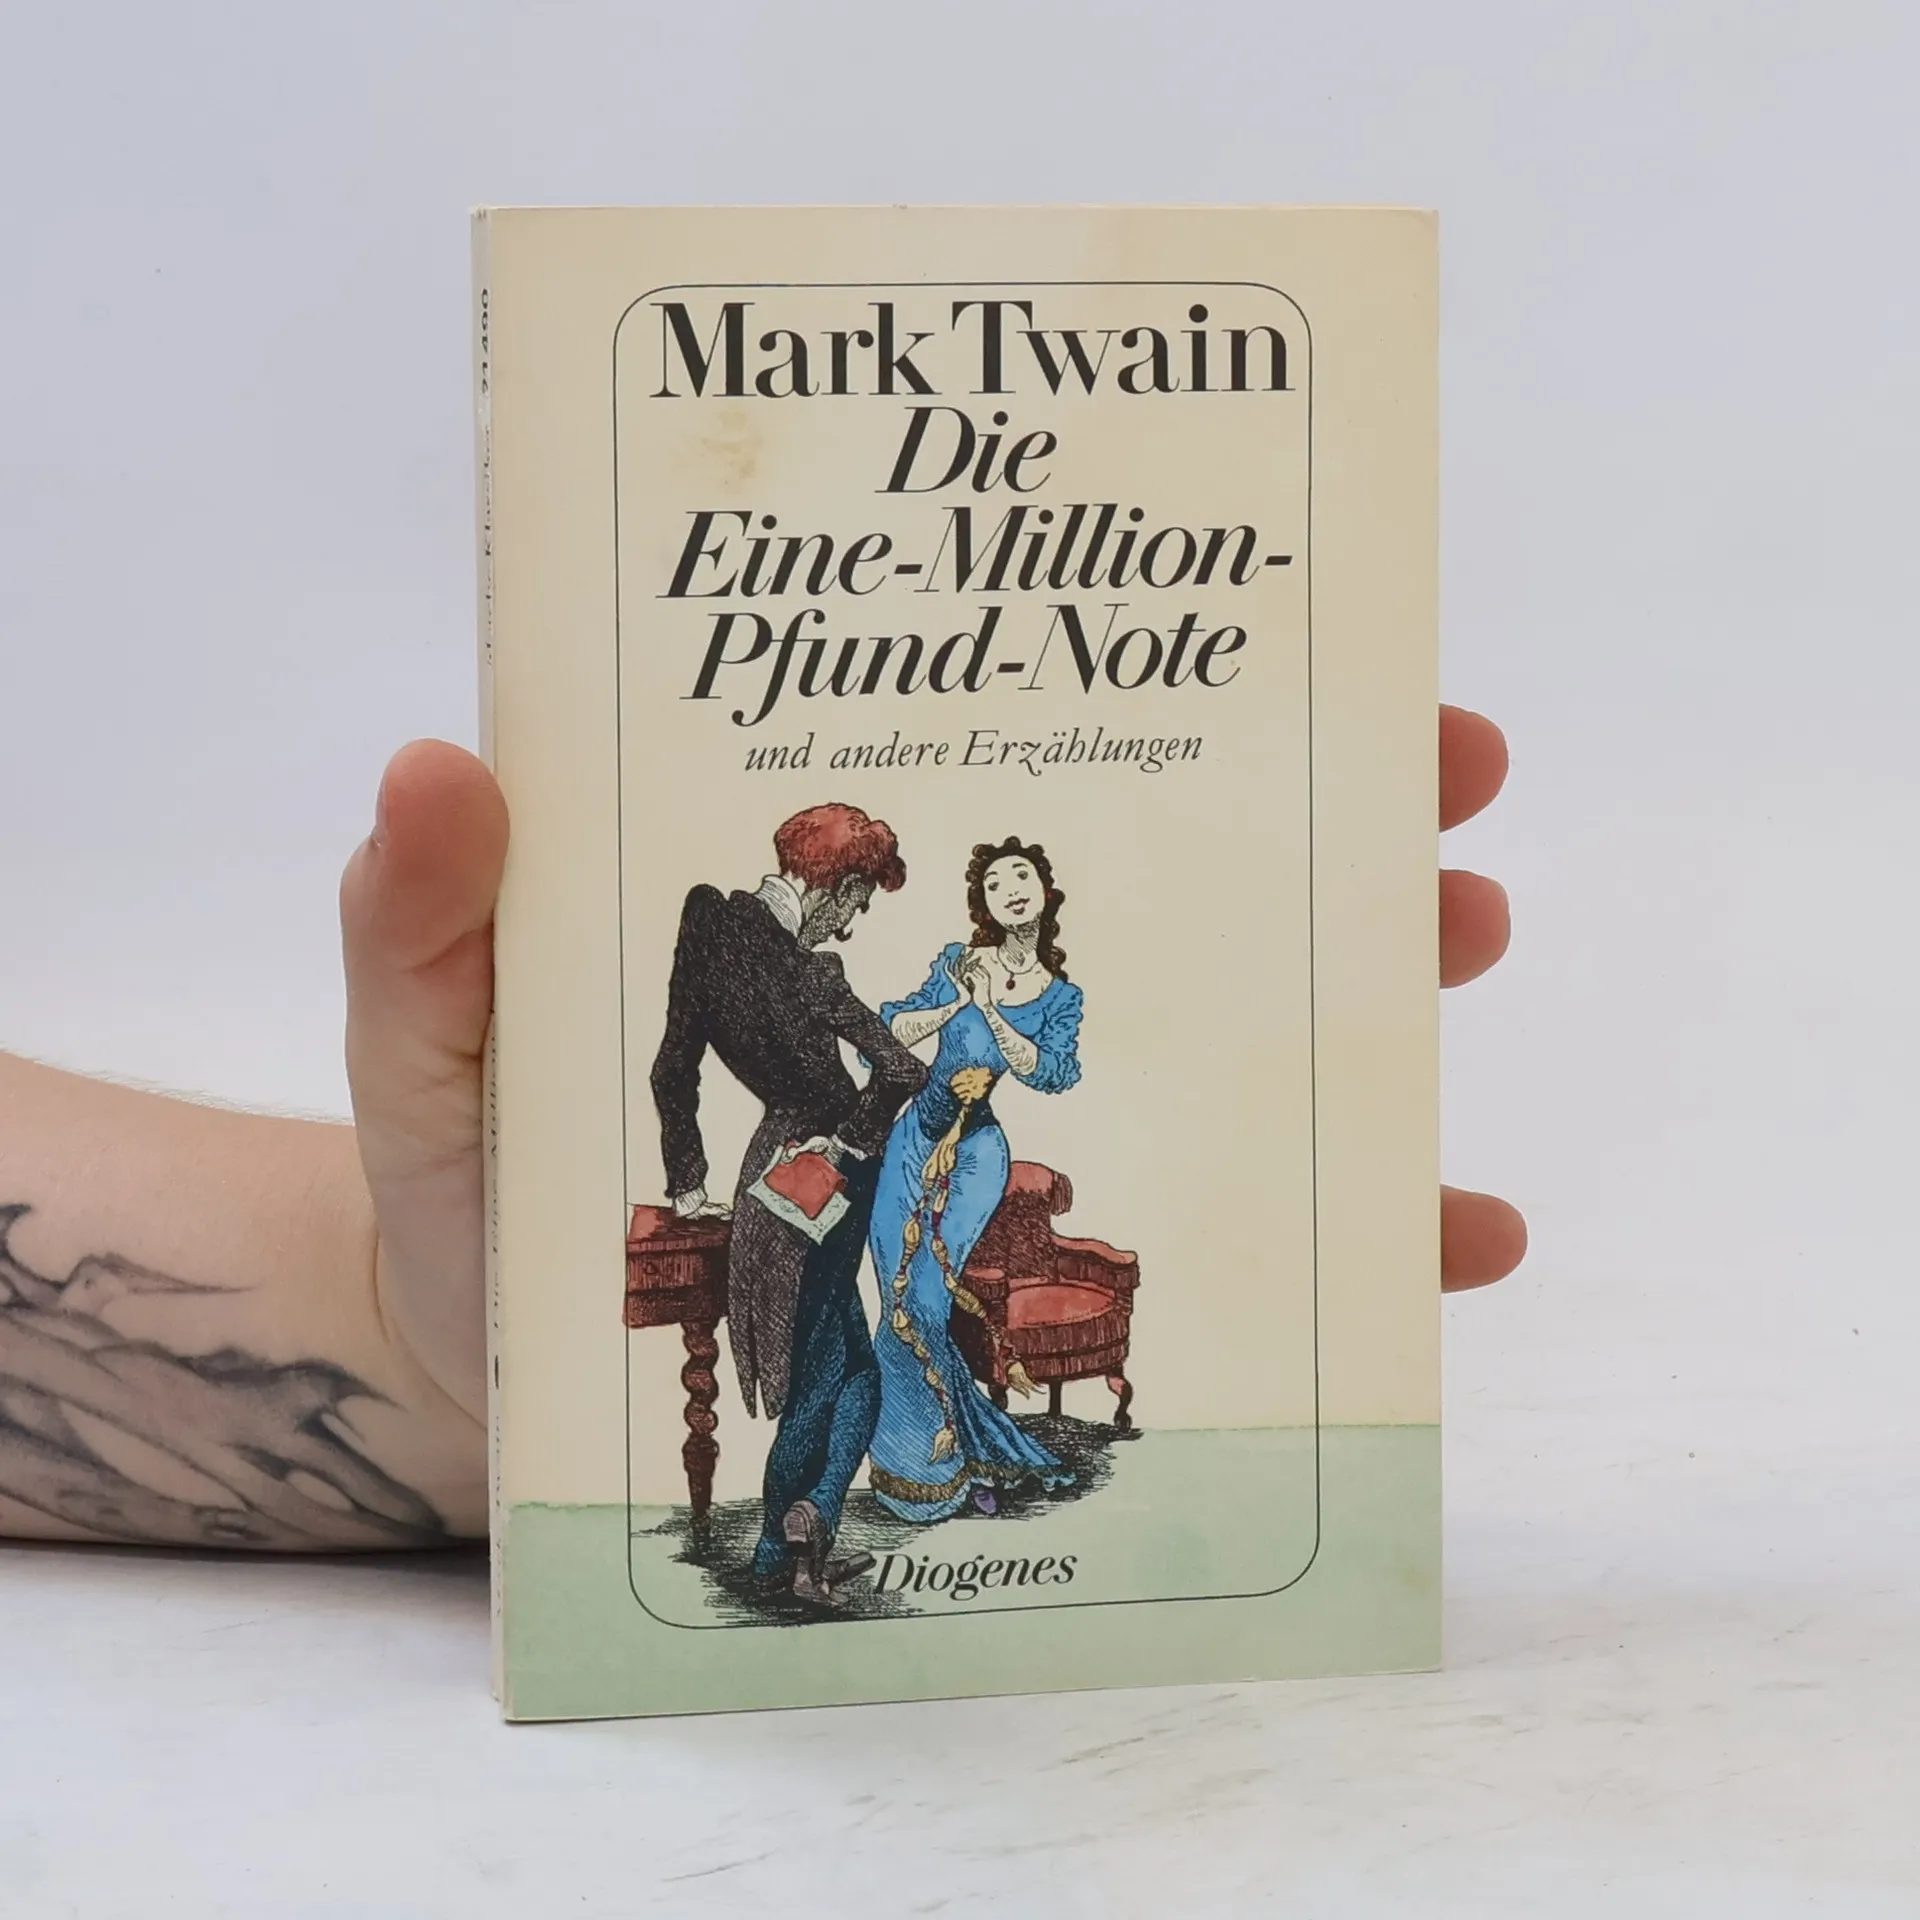 Mark Twain
Die
Eine-Million-
Pfund-Note
und andere Erzählungen
Diogenes